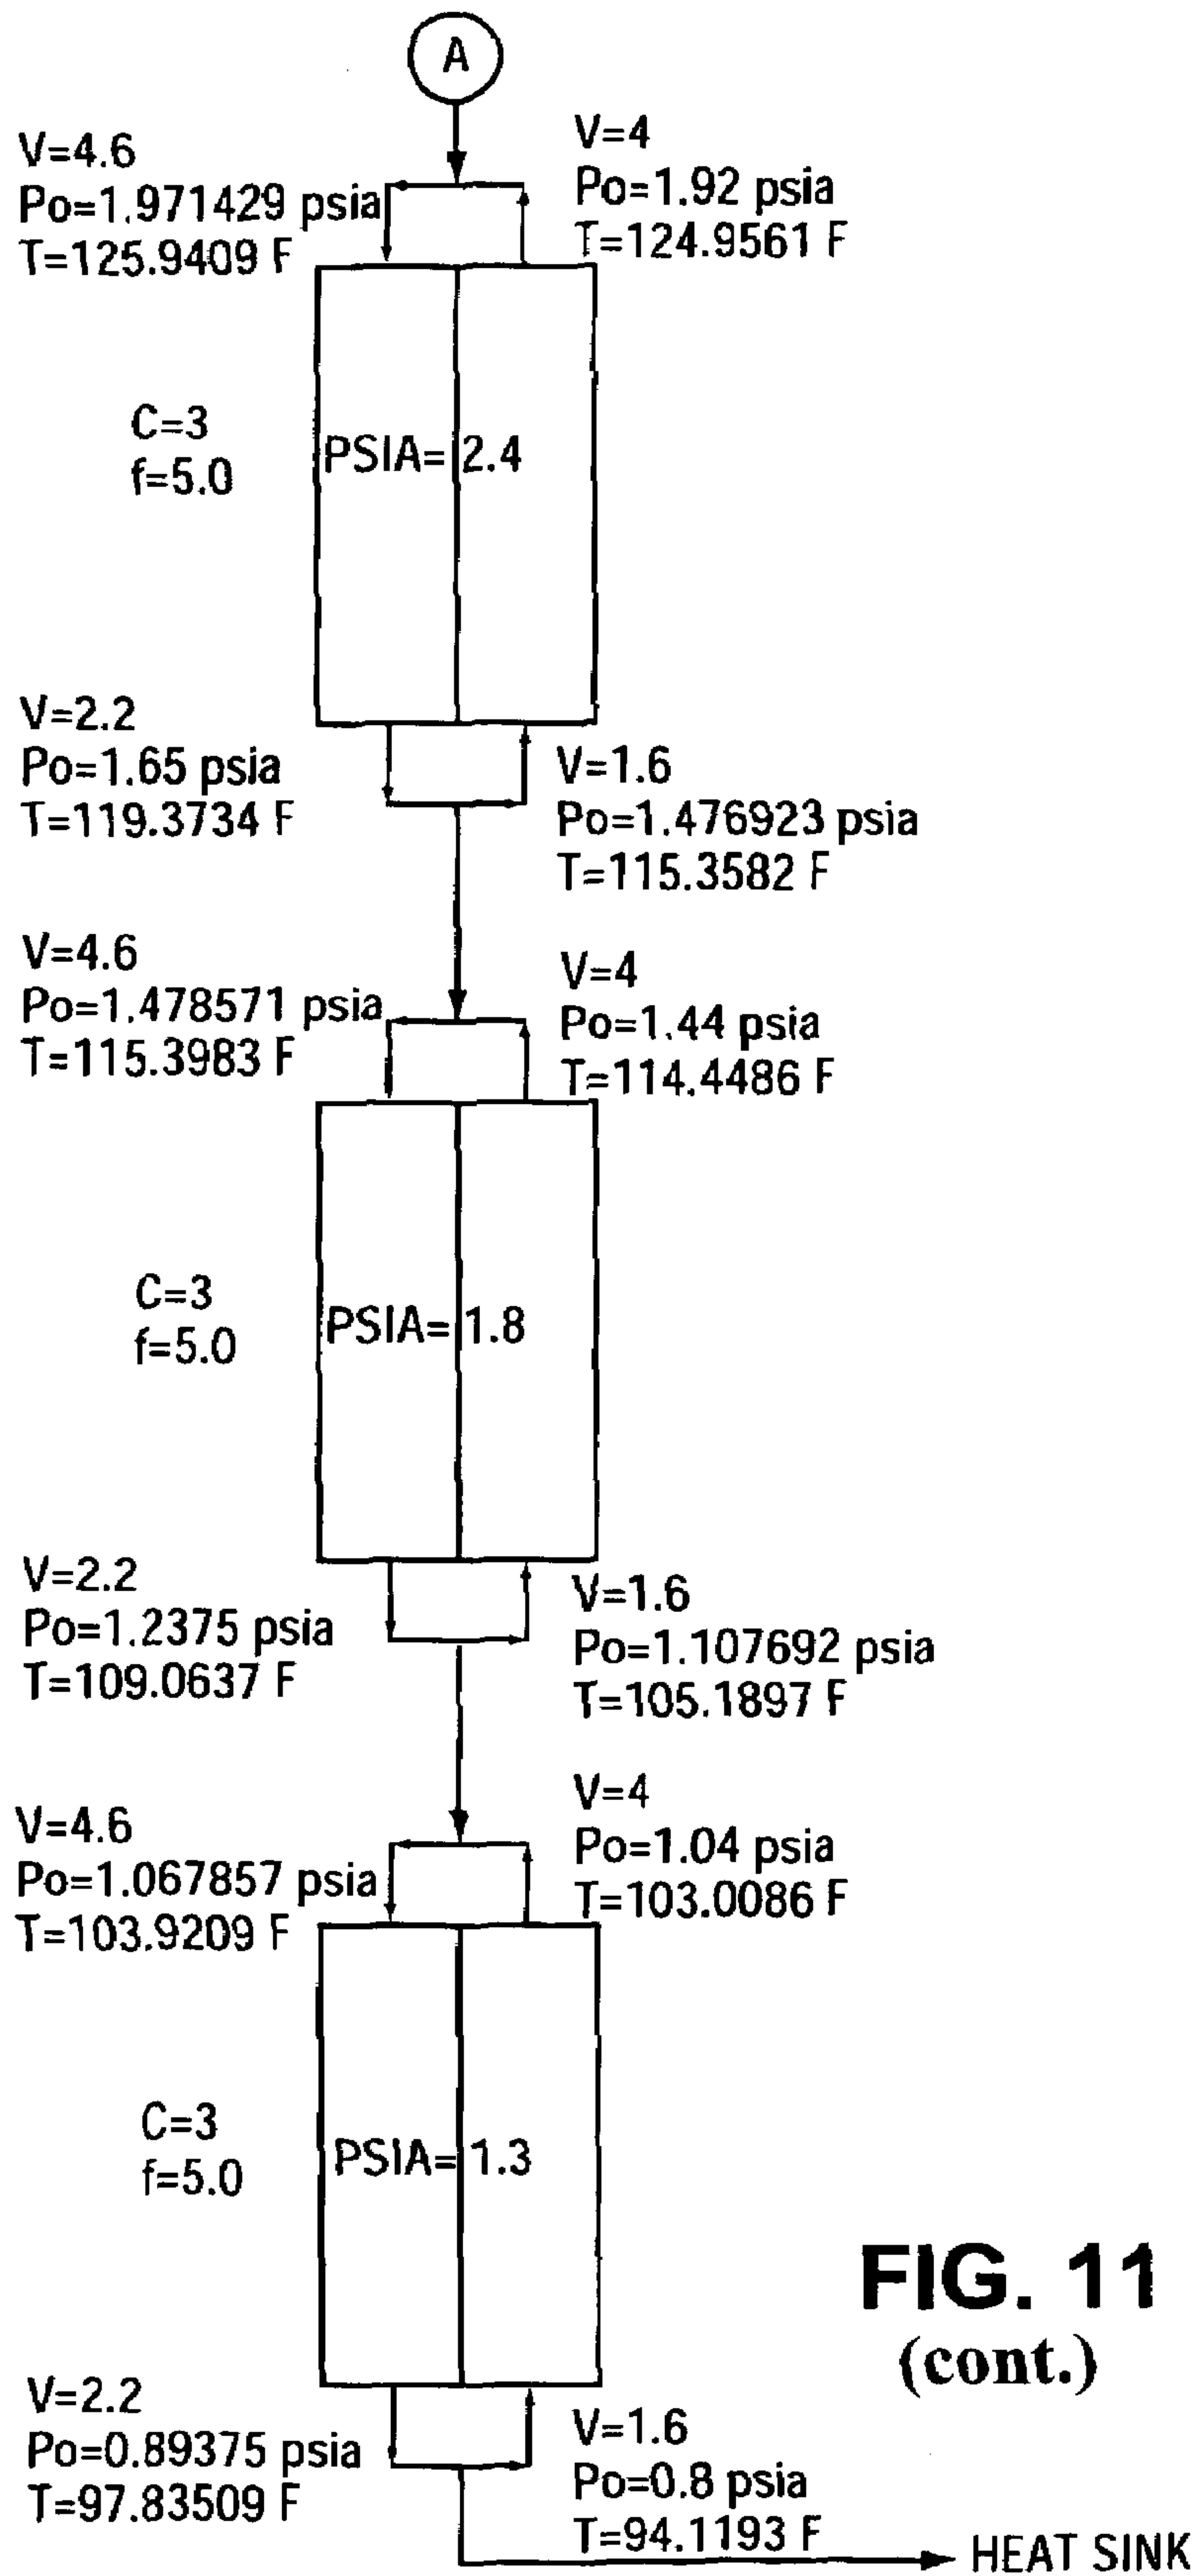 A
V=4.6
Po=1.971429 psia
T=125.9409 F
V=4
Po=1.92 psia
T=124.9561 F
C=3
f=5.0
PSIA= 2.4
V=2.2
Po=1.65 psia
T=119.3734 F
V=1.6
Po=1.476923 psia
T=115.3582 F
V=4.6
Po=1.478571 psia
T=115.3983 F
V=4
Po=1.44 psia
T=114.4486 F
C=3
f=5.0
PSIA= 1.8
V=2.2
Po=1.2375 psia
T=109.0637 F
V=1.6
Po=1.107692 psia
T=105.1897 F
V=4.6
Po=1.067857 psia
T=103.9209 F
V=4
Po=1.04 psia
T=103.0086 F
C=3
f=5.0
PSIA= 1.3
V=2.2
Po=0.89375 psia
T=97.83509 F
V=1.6
Po=0.8 psia
T=94.1193 F
HEAT SINK
FIG. 11
(cont.)